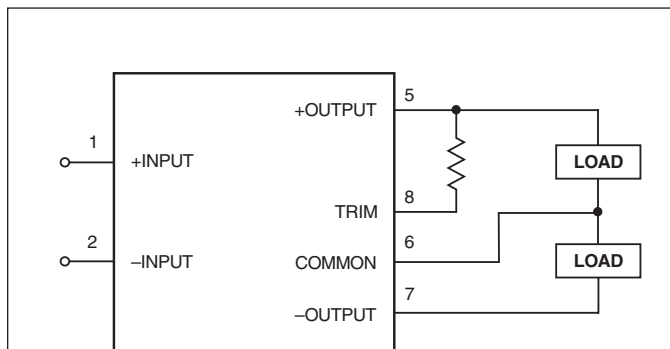 5
+OUTPUT
1
+INPUT
LOAD
8
TRIM
2
6
–INPUT
COMMON
LOAD
7
–OUTPUT